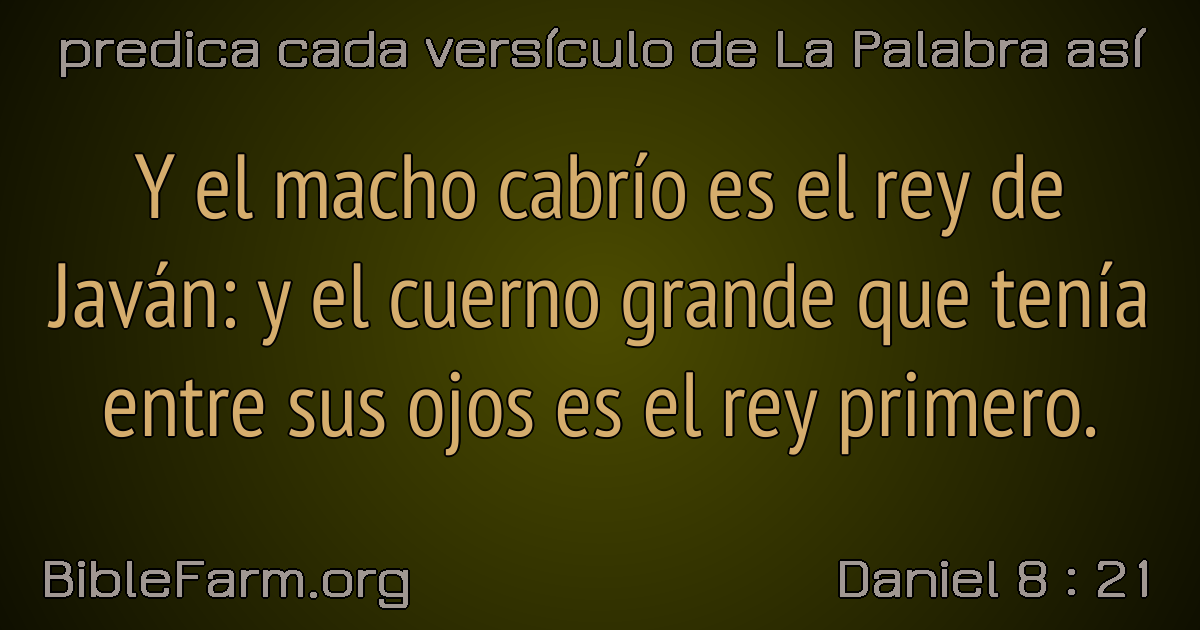 predica cada versículo de La Palabra así
Y el macho cabrío es el rey de
Javán: y el cuerno grande que tenía
entre sus ojos es el rey primero.
BibleFarm.org
Daniel 8 : 21